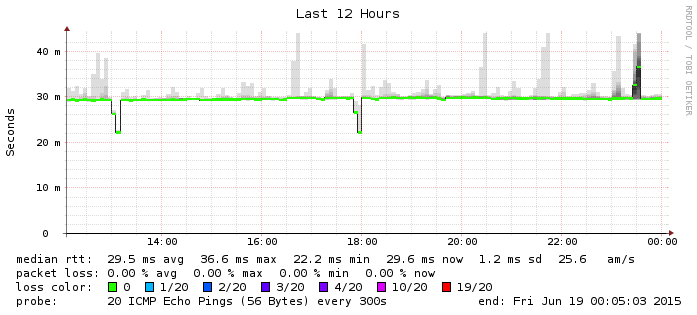 Last 12 Hours
RRDTOOL / TOBI OETIKER
Seconds
40 m
30 m
20 m
10 m
0
14:00 16:00 18:00 20:00 22:00 00:00
median rtt: 29.5 ms avg 36.6 ms max 22.2 ms min 29.6 ms now 1.2 ms sd 25.6 am/s
packet loss: 0.00 % avg 0.00 % max 0.00 % min 0.00 % now
loss color: 0 1/20 2/20 3/20 4/20 10/20 19/20
probe: 20 ICMP Echo Pings (56 Bytes) every 300s end: Fri Jun 19 00:05:03 2015